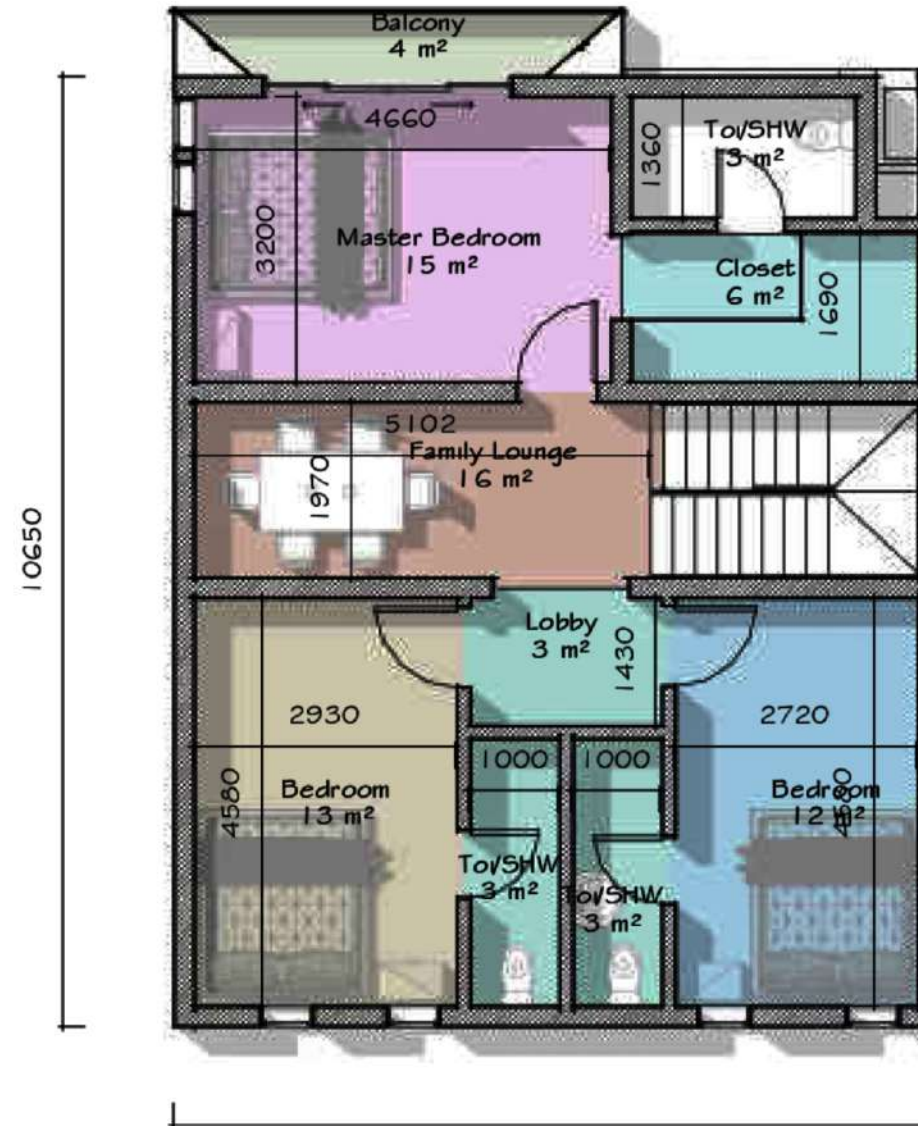 Balcony
4 m²
4660
3200
Master Bedroom
15 m²
1360
Toi/SHW
3 m²
Closet
6 m²
1690
10650
5102
Family Lounge
16 m²
1970
Lobby
3 m²
1430
2930
4580
Bedroom
13 m²
1000
1000
Toi/SHW
3 m²
Toi/SHW
3 m²
2720
Bedroom
12 m²
4580